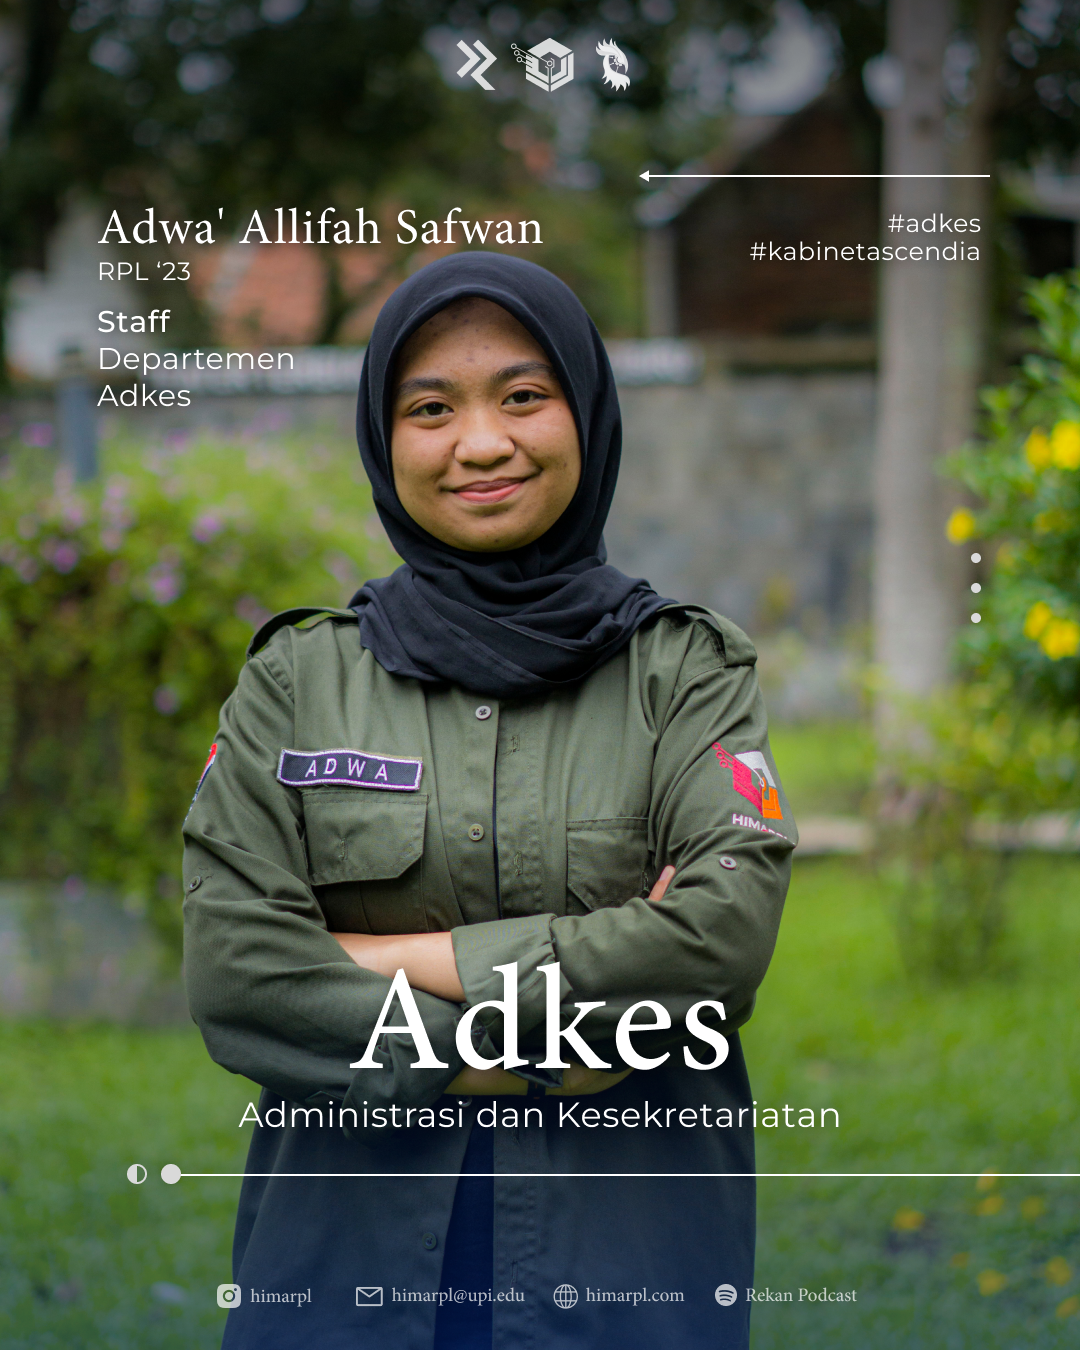 Adwa' Allifah Safwan
RPL ‘23
Staff
Departemen
Adkes
#adkes
#kabinetascendia
ADWA
Adkes
Administrasi dan Kesekretariatan
himarpl
himarpl@upi.edu
himarpl.com
Rekan Podcast